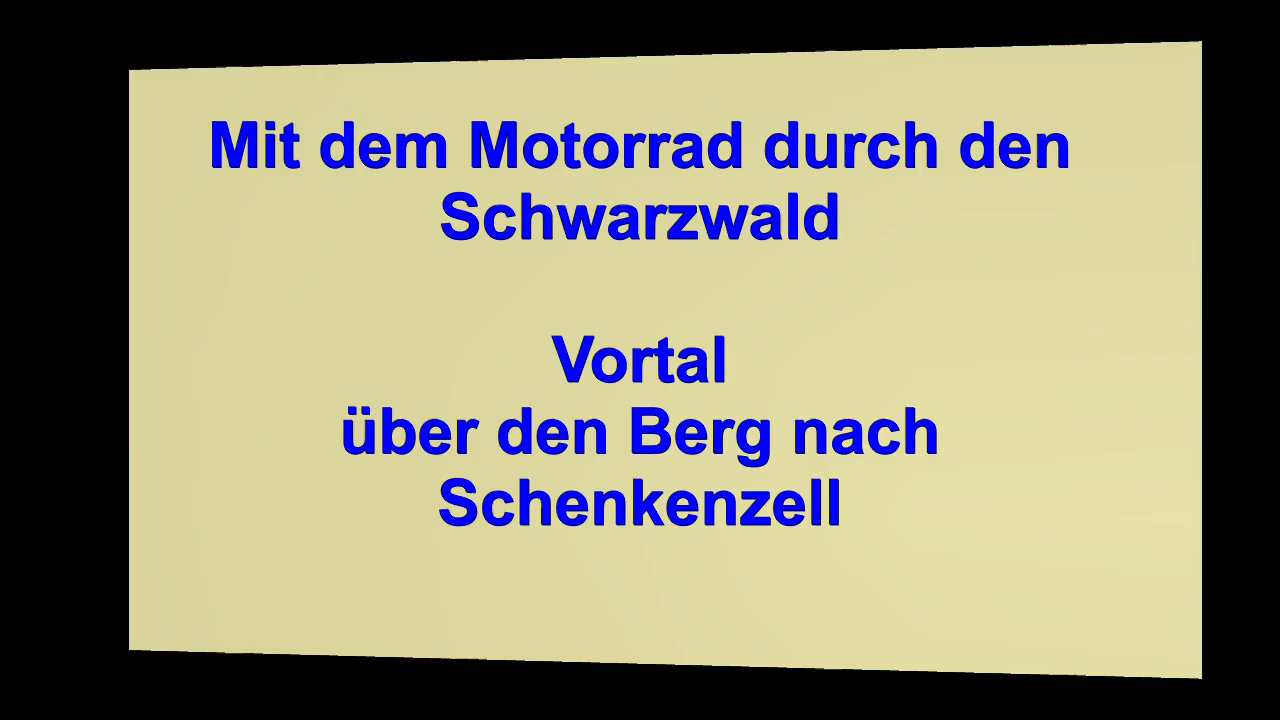 Mit dem Motorrad durch den
Schwarzwald
Vortal
über den Berg nach
Schenkenzell